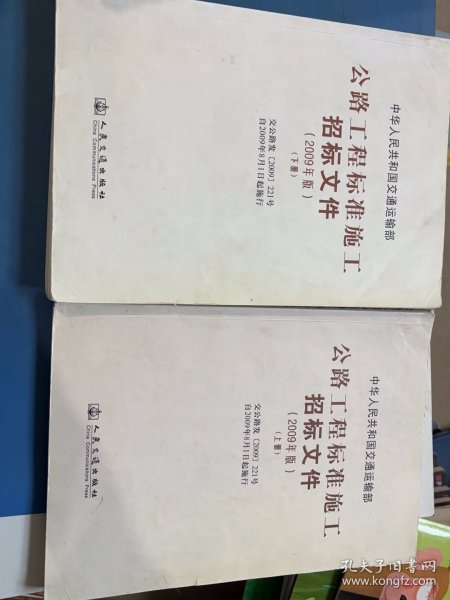 中华人民共和国交通运输部
公路工程标准施工
招标文件
(2009年版)
(下册)
交公路发〔2009〕221号
自2009年8月1日起施行
人民交通出版社
China Communications Press
中华人民共和国交通运输部
公路工程标准施工
招标文件
(2009年版)
(上册)
交公路发〔2009〕221号
自2009年8月1日起施行
人民交通出版社
China Communications Press
孔夫子旧书网
www.kongfz.com